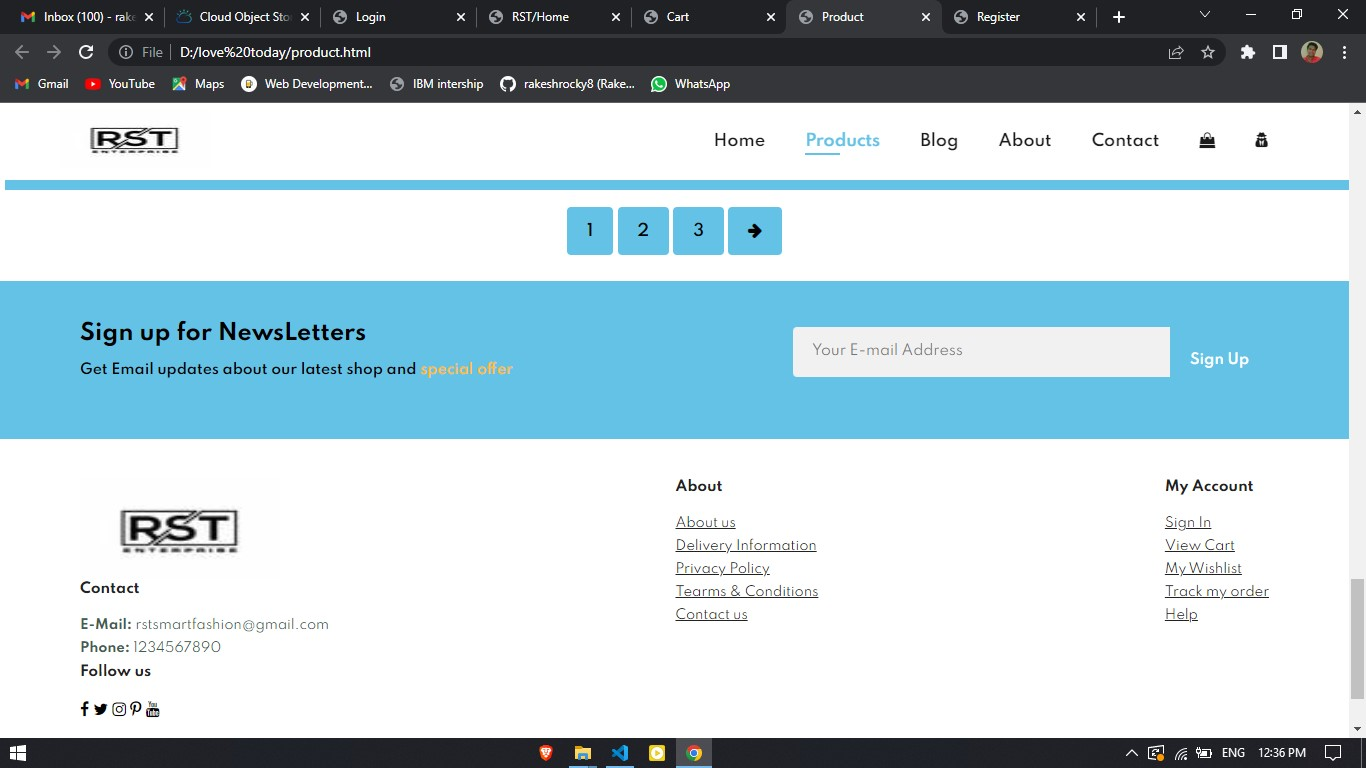 Inbox (100) - rake
Cloud Object Sto
Login
RST/Home
Cart
Product
Register
File
D:/love%20today/product.html
Gmail
YouTube
Maps
Web Development...
IBM intership
rakeshrocky8 (Rake...
WhatsApp
RST
ENTERPRISE
Home
Products
Blog
About
Contact
1
2
3
Sign up for NewsLetters
Get Email updates about our latest shop and special offer
Your E-mail Address
Sign Up
RST
ENTERPRISE
Contact
E-Mail: rstsmartfashion@gmail.com
Phone: 1234567890
Follow us
You
Tube
About
About us
Delivery Information
Privacy Policy
Tearms & Conditions
Contact us
My Account
Sign In
View Cart
My Wishlist
Track my order
Help
ENG
12:36 PM